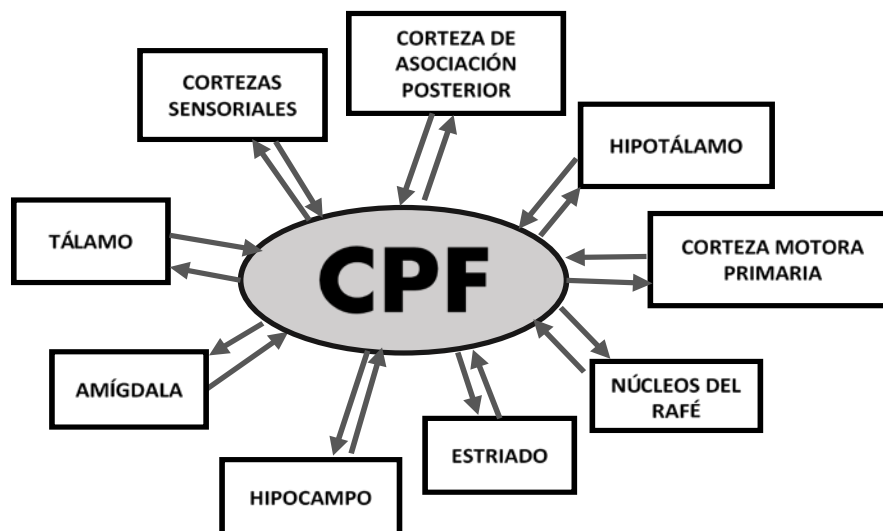 CORTEZA DE
ASOCIACIÓN
POSTERIOR
CORTEZAS
SENSORIALES
HIPOTÁLAMO
TÁLAMO
CPF
CORTEZA MOTORA
PRIMARIA
AMÍGDALA
NÚCLEOS DEL
RAFÉ
ESTRIADO
HIPOCAMPO